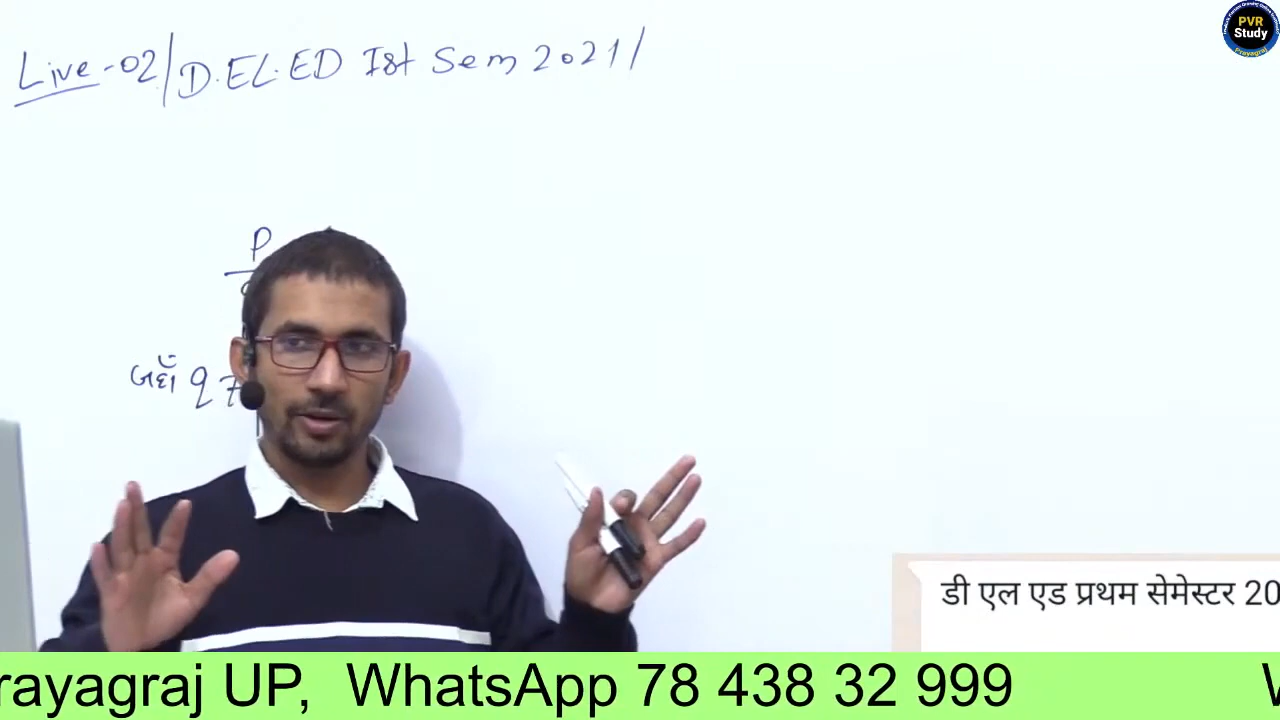 Live-02/D.EL.ED Ist Sem 2021/
PVR
Study
Prayagraj
P
जहाँ q ≠
डी एल एड प्रथम सेमेस्टर 20
rayagraj UP, WhatsApp 78 438 32 999